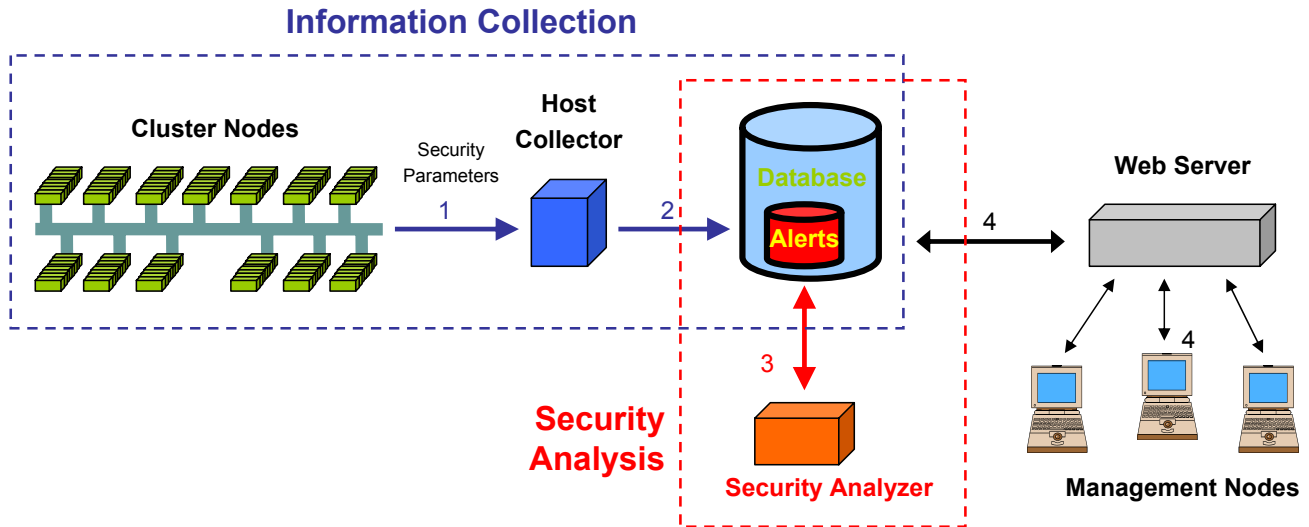 Information Collection
Cluster Nodes
Security
Parameters
1
Host
Collector
2
Database
Alerts
4
Web Server
3
4
Security
Analysis
Security Analyzer
Management Nodes